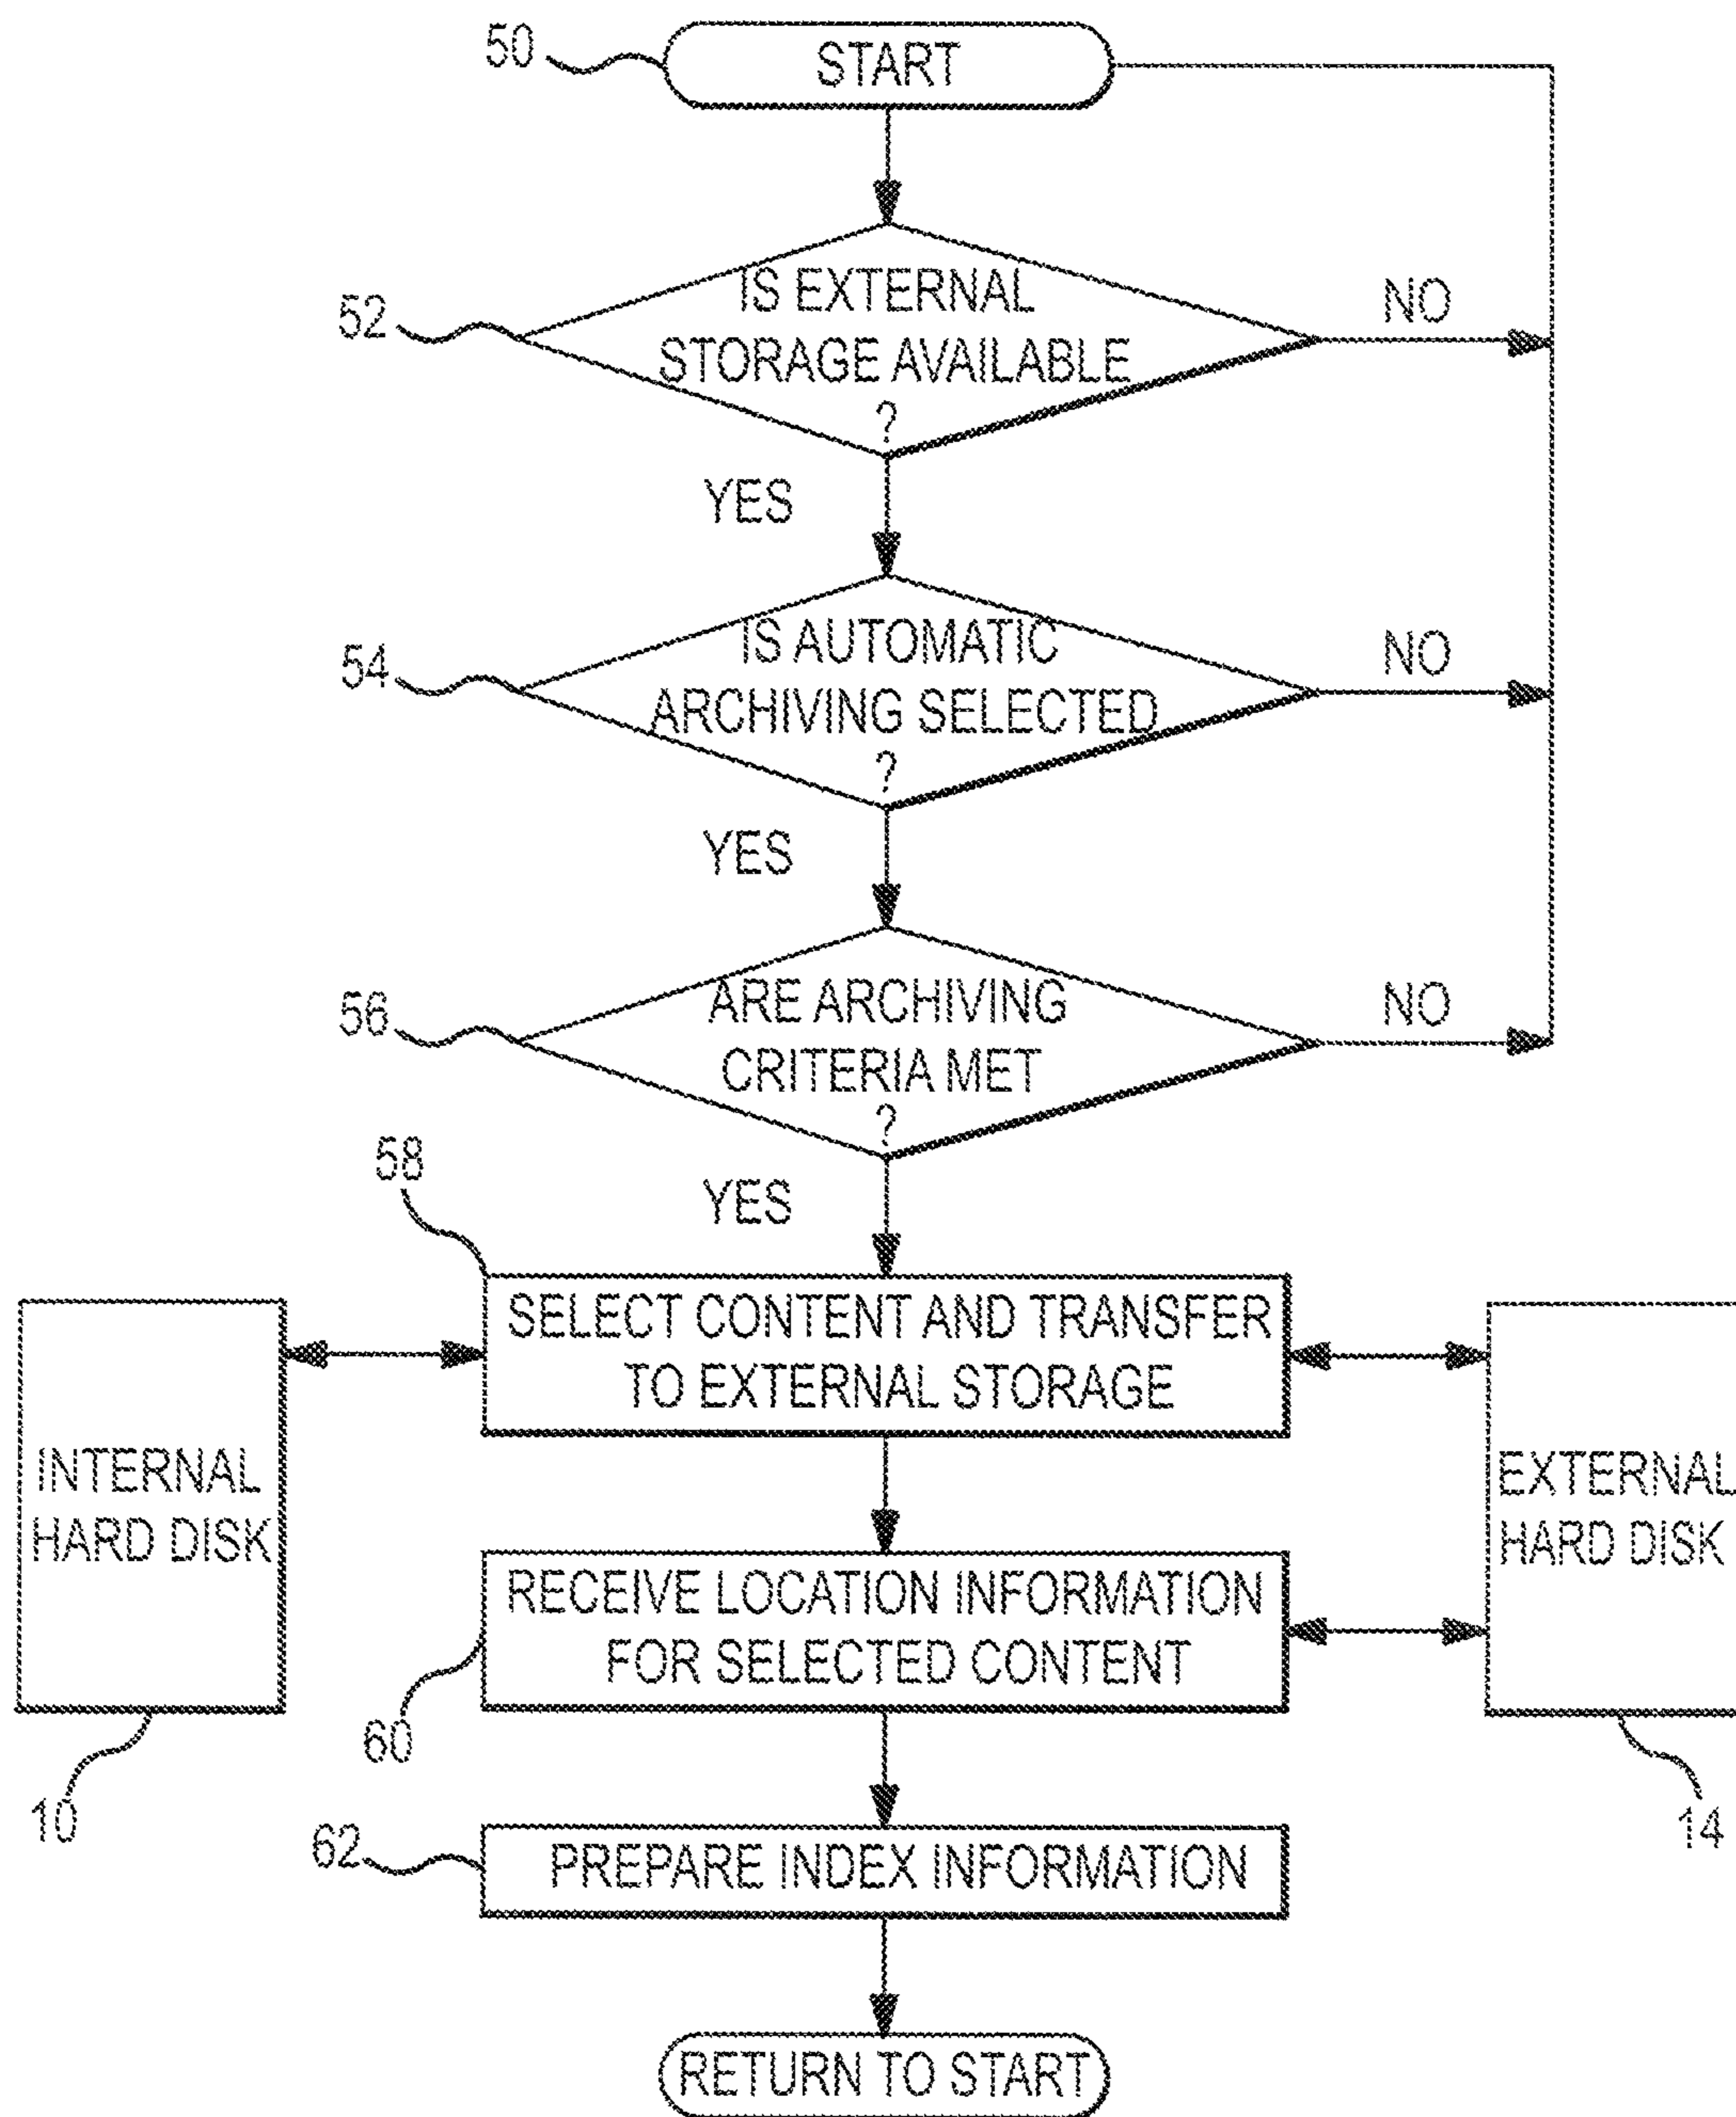 50
START
52
IS EXTERNAL
STORAGE AVAILABLE
?
NO
YES
54
IS AUTOMATIC
ARCHIVING SELECTED
?
NO
YES
56
ARE ARCHIVING
CRITERIA MET
?
NO
YES
58
SELECT CONTENT AND TRANSFER
TO EXTERNAL STORAGE
INTERNAL
HARD DISK
EXTERNAL
HARD DISK
RECEIVE LOCATION INFORMATION
FOR SELECTED CONTENT
60
10
14
62
PREPARE INDEX INFORMATION
RETURN TO START